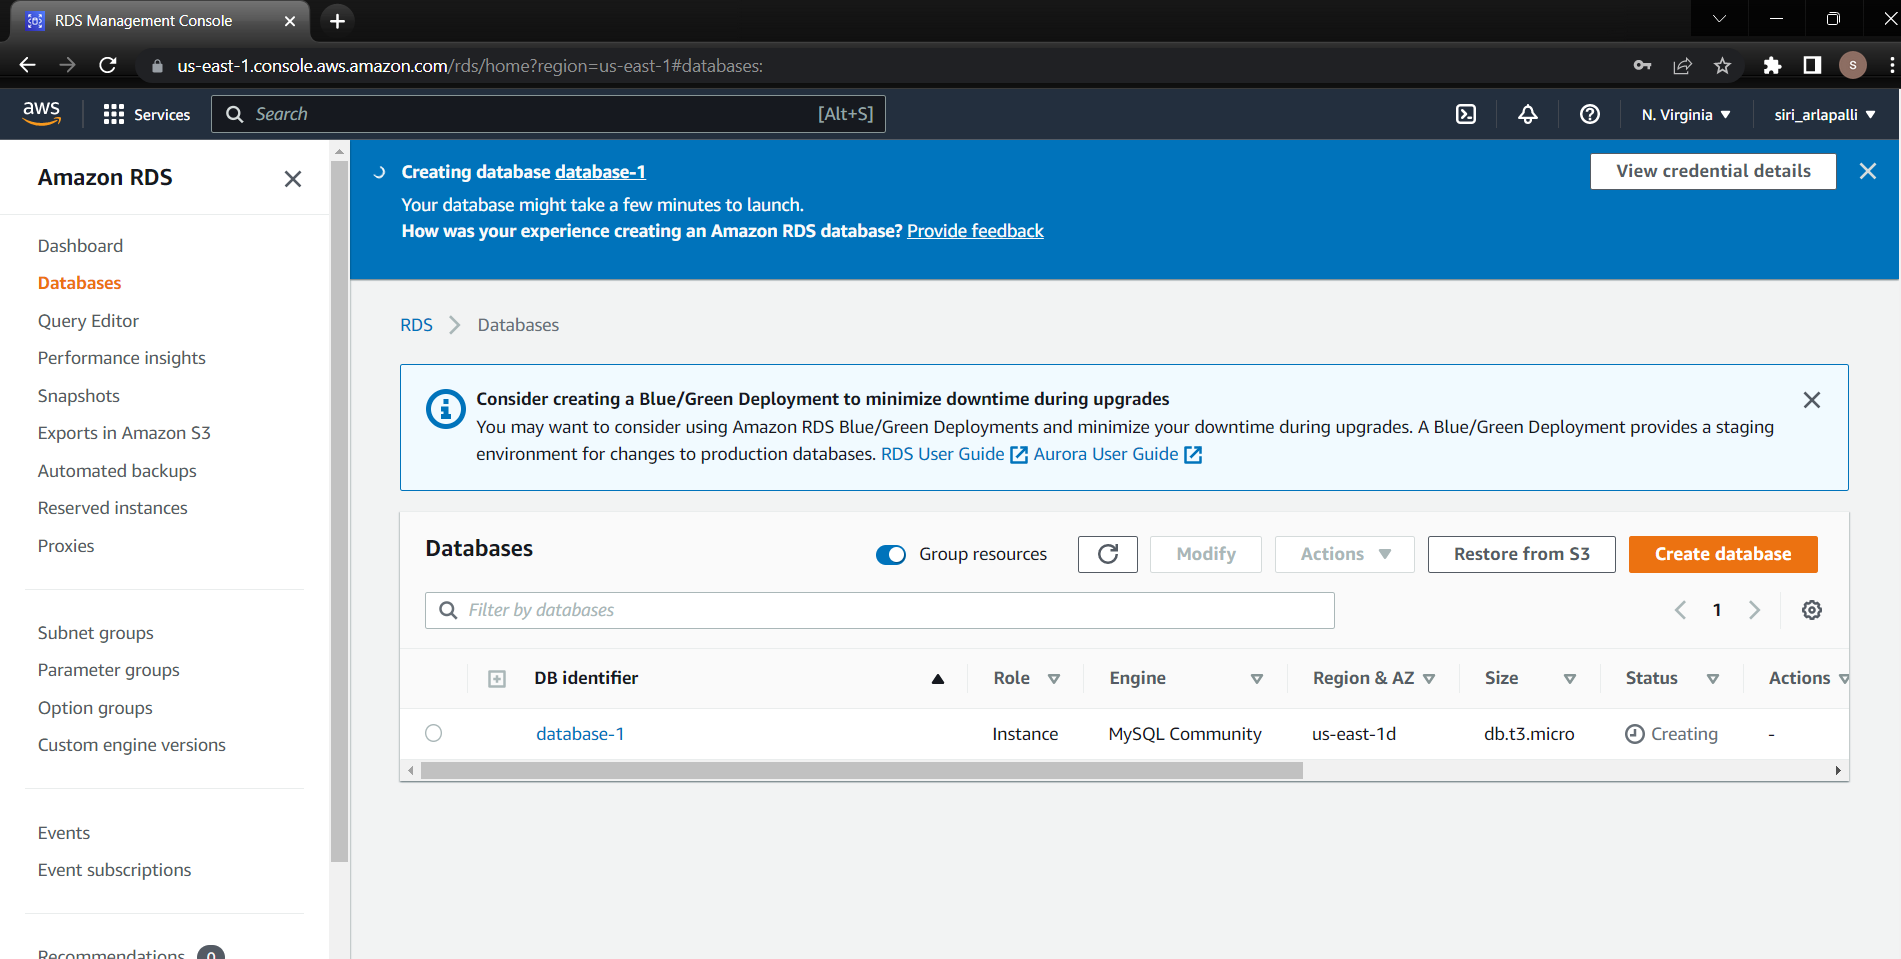 RDS Management Console
us-east-1.console.aws.amazon.com/rds/home?region=us-east-1#databases:
S
aws
Services
Search
[Alt+S]
N. Virginia
siri_arlapalli
Amazon RDS
Dashboard
Databases
Query Editor
Performance insights
Snapshots
Exports in Amazon S3
Automated backups
Reserved instances
Proxies
Subnet groups
Parameter groups
Option groups
Custom engine versions
Events
Event subscriptions
Recommendations 0
Creating database database-1
View credential details
Your database might take a few minutes to launch.
How was your experience creating an Amazon RDS database? Provide feedback
RDS
Databases
Consider creating a Blue/Green Deployment to minimize downtime during upgrades
You may want to consider using Amazon RDS Blue/Green Deployments and minimize your downtime during upgrades. A Blue/Green Deployment provides a staging
environment for changes to production databases. RDS User Guide Aurora User Guide
Databases
Group resources
Modify
Actions
Restore from S3
Create database
Filter by databases
1
DB identifier
Role
Engine
Region & AZ
Size
Status
Actions
database-1
Instance
MySQL Community
us-east-1d
db.t3.micro
Creating
-